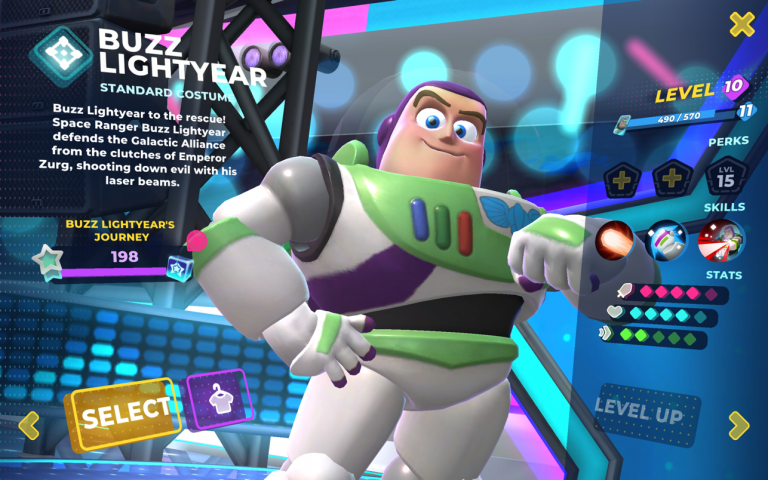 BUZZ
LIGHTYEAR
STANDARD COSTUME
Buzz Lightyear to the rescue!
Space Ranger Buzz Lightyear
defends the Galactic Alliance
from the clutches of Emperor
Zurg, shooting down evil with his
laser beams.
BUZZ LIGHTYEAR'S
JOURNEY
198
SELECT
LEVEL 10
490 / 570
11
PERKS
LVL
15
SKILLS
STATS
LEVEL UP